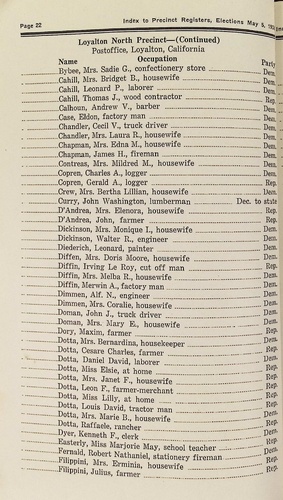 Page 22 Index to Precinct Registers, Elections May 5,
Loyalton North Precinct—(Continued)
Postoffice, Loyalton, California
Name Occupation Party
Bybee, Mrs. Sadie G., confectionery store Dem.
Cahill, Mrs. Bridget B., housewife Dem.
Cahill, Leonard P., laborer Dem.
Cahill, Thomas J., wood contractor Rep.
Calhoun, Andrew V., barber Dem.
Case, Eldon, factory man Dem.
Chandler, Cecil V., truck driver Dem.
Chandler, Mrs. Laura R., housewife Dem.
Chapman, Mrs. Edna M., housewife Dem.
Chapman, James H., fireman Dem.
Contreras, Mrs. Mildred M., housewife Dem.
Copren, Charles A., logger Rep.
Copren, Gerald A., logger Rep.
Crew, Mrs. Bertha Lillian, housewife Dem.
Curry, John Washington, lumberman Dec. to state
D'Andrea, Mrs. Elenora, housewife Rep.
D'Andrea, John, farmer Rep.
Dickinson, Mrs. Monique I., housewife Dem.
Dickinson, Walter R., engineer Dem.
Diederich, Leonard, painter Dem.
Diffen, Mrs. Doris Moore, housewife Dem.
Diffin, Irving Le Roy, cut off man Rep.
Diffin, Mrs. Melba R., housewife Dem.
Diffin, Merwin A., factory man Dem.
Dimmen, Alf. N., engineer Dem.
Dimmen, Mrs. Coralie, housewife Dem.
Doman, John J., truck driver Dem.
Doman, Mrs. Mary E., housewife Dem.
Dory, Maxim, farmer Rep.
Dotta, Mrs. Bernardina, housekeeper Dem.
Dotta, Cesare Charles, farmer Dem.
Dotta, Daniel David, laborer Dem.
Dotta, Miss Elsie, at home Rep.
Dotta, Mrs. Janet F., housewife Rep.
Dotta, Leon F., farmer-merchant Rep.
Dotta, Miss Lilly, at home Rep.
Dotta, Louis David, tractor man Rep.
Dotta, Mrs. Marie B., housewife Dem.
Dotta, Raffaele, rancher Rep.
Dyer, Kenneth F., clerk Dem.
Easterly, Miss Marjorie May, school teacher Rep.
Fernald, Robert Nathaniel, stationery fireman Dem.
Filippini, Mrs. Erminia, housewife Rep.
Filippini, Julius, farmer Rep.